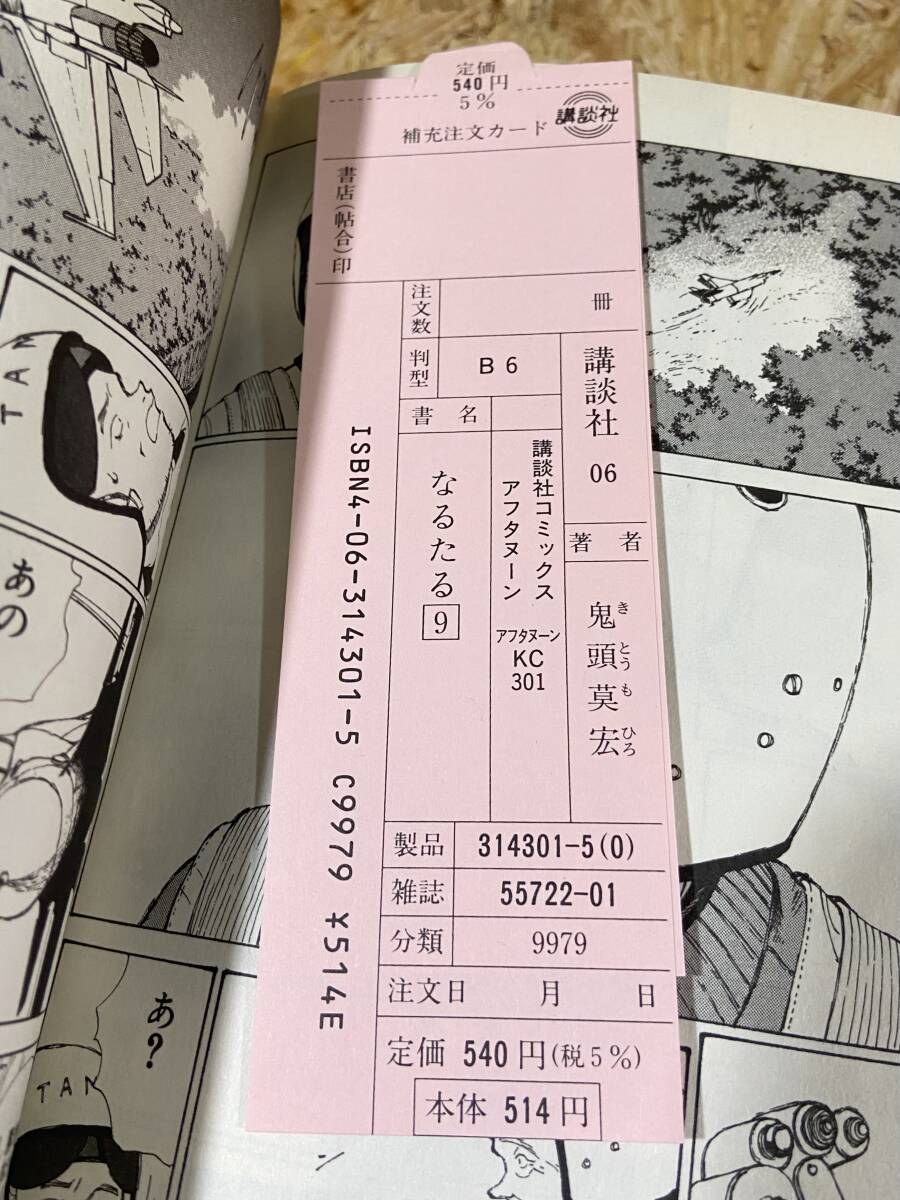 定価
540円
5%
補充注文カード
講談社
書店(帖合)印
注文数
冊
判型
B6
講談社
06
書名
著者
なるたる 9
講談社コミックス
アフタヌーン
アフタヌーン
KC
301
鬼頭莫宏
きとうもひろ
ISBN4-06-314301-5 C9979 ¥514E
製品
314301-5(0)
雑誌
55722-01
分類
9979
注文日 月 日
定価 540円(税5%)
本体 514円
TAN
あの
あ?
TAN